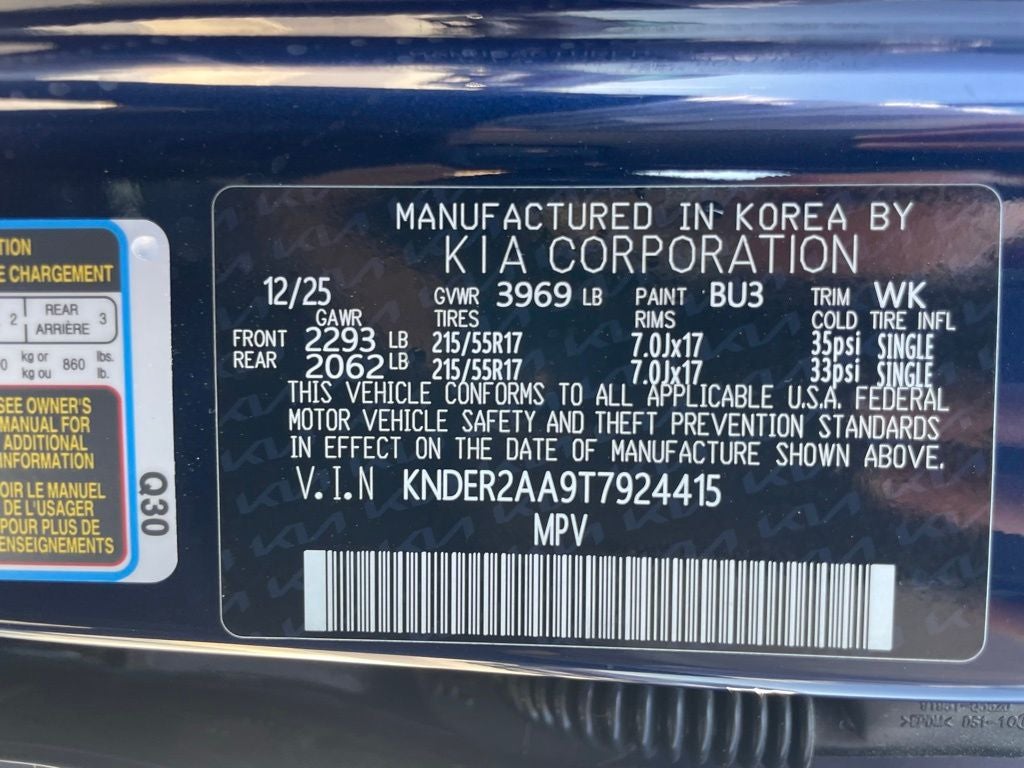 TION
E CHARGEMENT
2 REAR ARRIÈRE 3
0 kg or kg ou 860 lbs. lb.
SEE OWNER'S
MANUAL FOR
ADDITIONAL
INFORMATION
OIR LE MANUEL
DE L'USAGER
POUR PLUS DE
ENSEIGNEMENTS
Q30
MANUFACTURED IN KOREA BY
KIA CORPORATION
12/25 GVWR 3969 LB PAINT BU3 TRIM WK
GAWR TIRES RIMS COLD TIRE INFL
FRONT 2293 LB 215/55R17 7.0Jx17 35psi SINGLE
REAR 2062 LB 215/55R17 7.0Jx17 33psi SINGLE
THIS VEHICLE CONFORMS TO ALL APPLICABLE U.S.A. FEDERAL
MOTOR VEHICLE SAFETY AND THEFT PREVENTION STANDARDS
IN EFFECT ON THE DATE OF MANUFACTURE SHOWN ABOVE.
V.I.N KNDER2AA9T7924415
MPV
>EPDM<